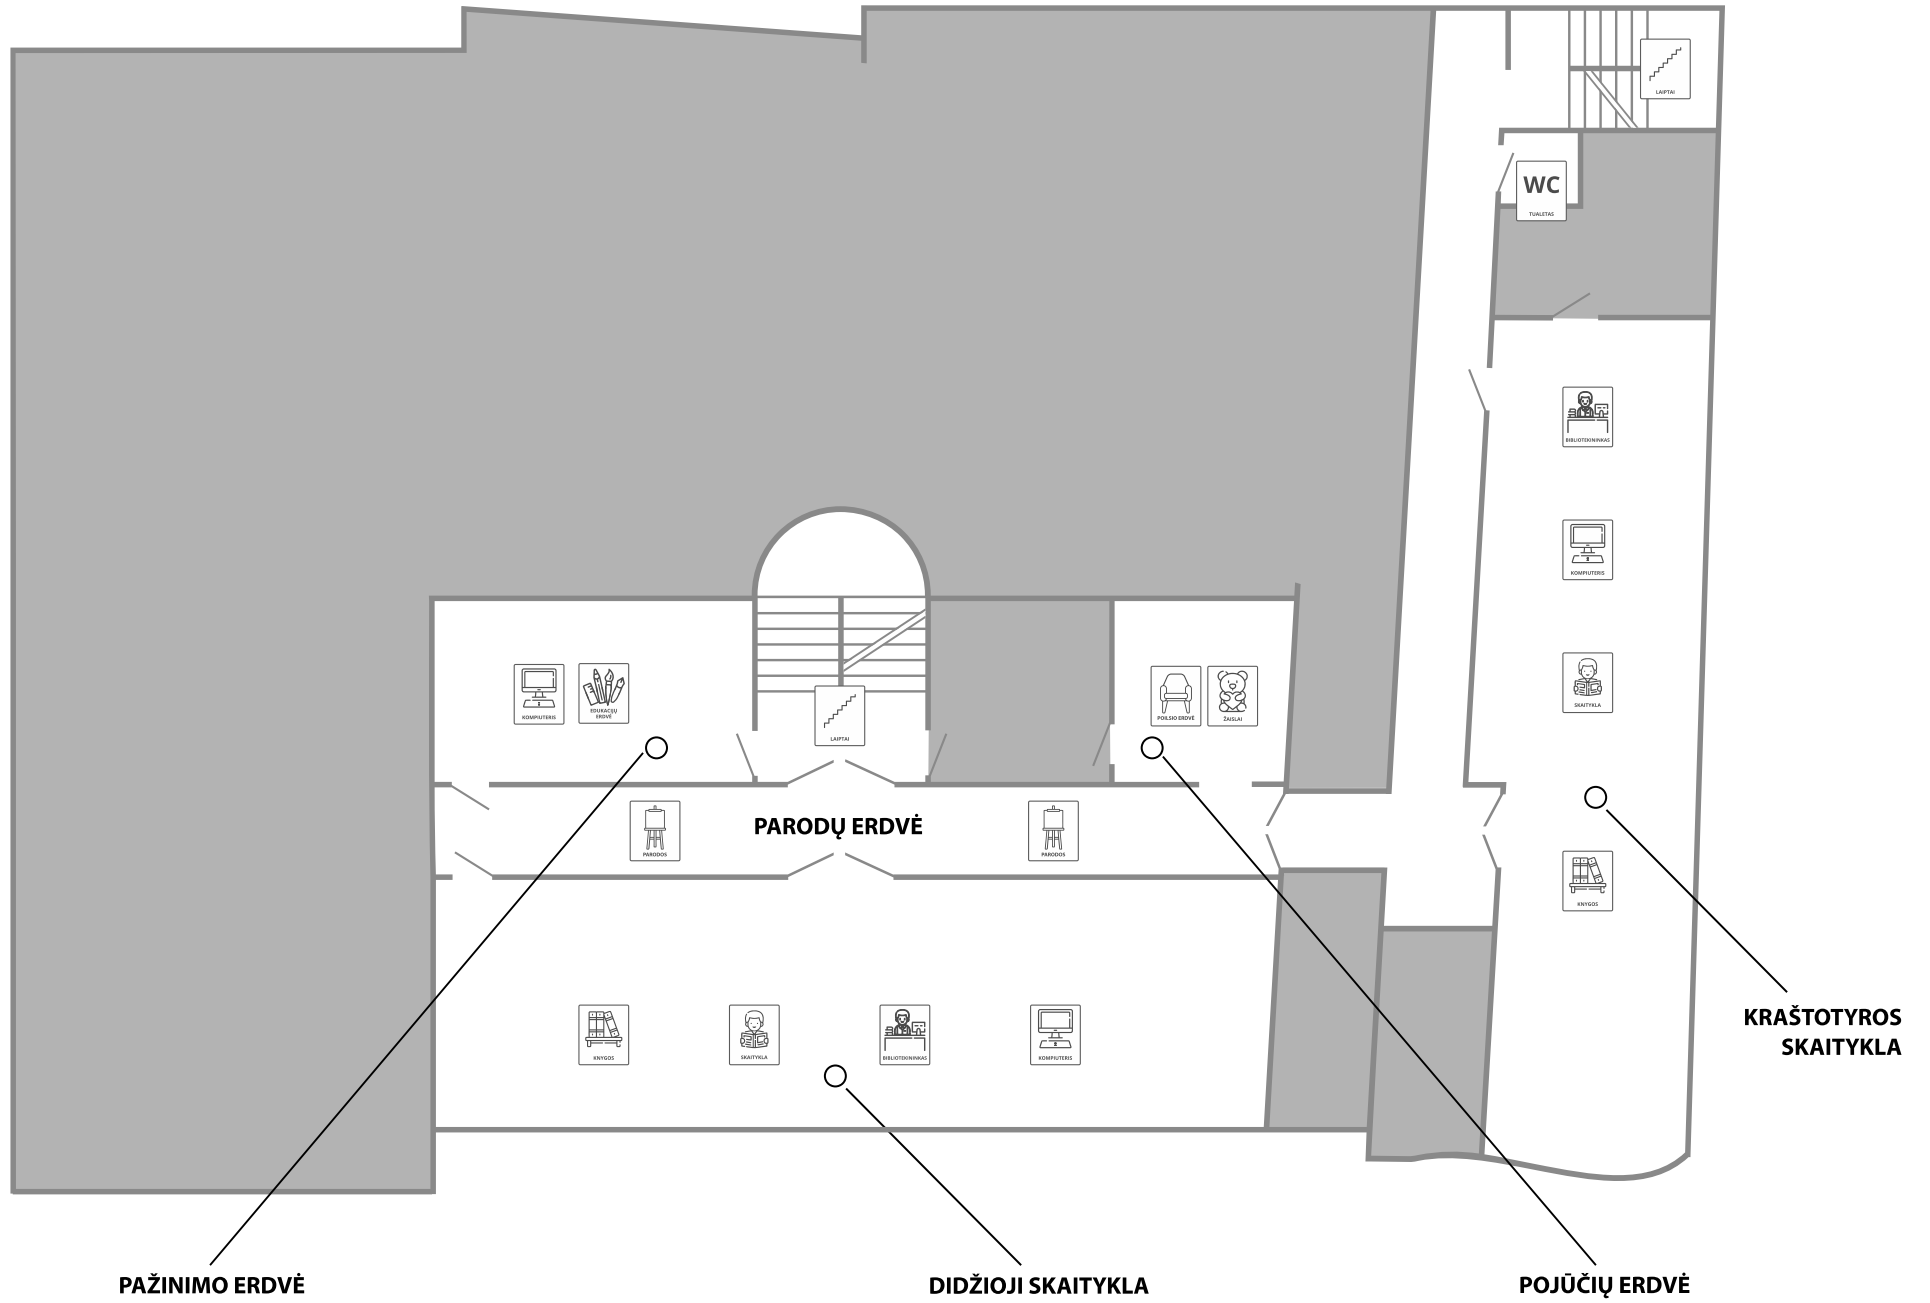 LAIPTAI
WC
TUALETAS
BIBLIOTEKININKAS
KOMPIUTERIS
SKAITYKLA
KOMPIUTERIS
EDUKACIJŲ
ERDVĖ
LAIPTAI
POILSIO ERDVĖ
ŽAISLAI
PARODOS
PARODŲ ERDVĖ
PARODOS
KNYGOS
KNYGOS
SKAITYKLA
BIBLIOTEKININKAS
KOMPIUTERIS
KRAŠTOTYROS
SKAITYKLA
PAŽINIMO ERDVĖ
DIDŽIOJI SKAITYKLA
POJŪČIŲ ERDVĖ